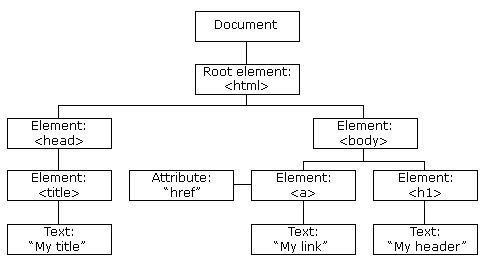 Document
Root element:
<html>
Element:
<head>
Element:
<body>
Element:
<title>
Attribute:
“href”
Element:
<a>
Element:
<h1>
Text:
“My title”
Text:
“My link”
Text:
“My header”